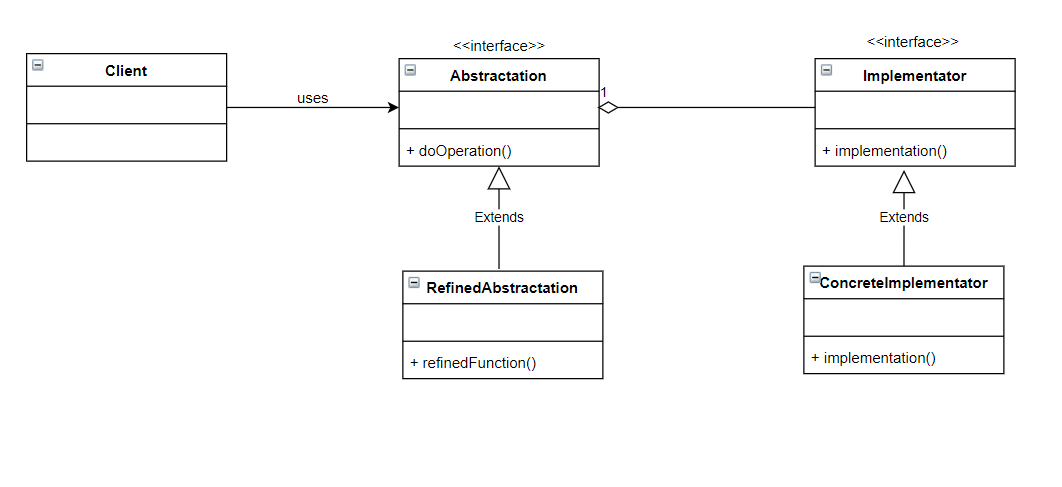 <<interface>>
<<interface>>
Client
Abstractation
Implementator
uses
1
+ doOperation()
+ implementation()
Extends
Extends
RefinedAbstractation
ConcreteImplementator
+ refinedFunction()
+ implementation()